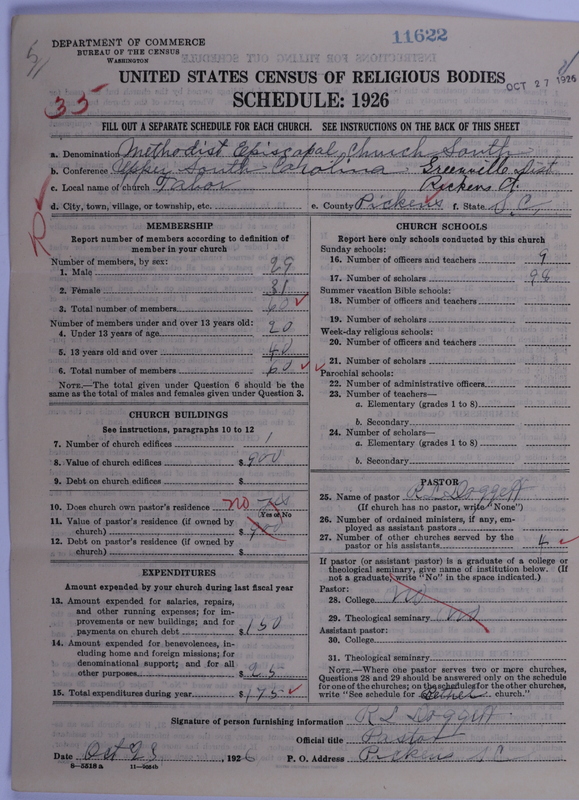 11622
DEPARTMENT OF COMMERCE
BUREAU OF THE CENSUS
WASHINGTON
UNITED STATES CENSUS OF RELIGIOUS BODIES
OCT 27 1926
SCHEDULE: 1926
35
FILL OUT A SEPARATE SCHEDULE FOR EACH CHURCH. SEE INSTRUCTIONS ON THE BACK OF THIS SHEET
a. Denomination Methodist Episcopal Church South
b. Conference Upper South Carolina Greenville Dist
c. Local name of church Tabor Pickens Ct.
d. City, town, village, or township, etc. e. County Pickens f. State S.C.
MEMBERSHIP
Report number of members according to definition of
member in your church
Number of members, by sex:
1. Male 29
2. Female 31
3. Total number of members 60
Number of members under and over 13 years old:
4. Under 13 years of age 20
5. 13 years old and over 40
6. Total number of members 60
NOTE.—The total given under Question 6 should be the
same as the total of males and females given under Question 3.
CHURCH BUILDINGS
See instructions, paragraphs 10 to 12
7. Number of church edifices 1
8. Value of church edifices $ 900
9. Debt on church edifices $
10. Does church own pastor's residence no yes
(Yes or No
11. Value of pastor's residence (if owned by
church) $
12. Debt on pastor's residence (if owned by
church) $
EXPENDITURES
Amount expended by your church during last fiscal year
13. Amount expended for salaries, repairs,
and other running expenses; for im-
provements or new buildings; and for
payments on church debt $ 150
14. Amount expended for benevolences, in-
cluding home and foreign missions; for
denominational support; and for all
other purposes $ 25
15. Total expenditures during year $ 175
CHURCH SCHOOLS
Report here only schools conducted by this church
Sunday schools:
16. Number of officers and teachers 9
17. Number of scholars 98
Summer vacation Bible schools:
18. Number of officers and teachers
19. Number of scholars
Week-day religious schools:
20. Number of officers and teachers
21. Number of scholars
Parochial schools:
22. Number of administrative officers
23. Number of teachers—
a. Elementary (grades 1 to 8)
b. Secondary
24. Number of scholars—
a. Elementary (grades 1 to 8)
b. Secondary
PASTOR
25. Name of pastor R L Doggett
(If church has no pastor, write "None")
26. Number of ordained ministers, if any, em-
ployed as assistant pastors
27. Number of other churches served by the
pastor or his assistants 4
If pastor (or assistant pastor) is a graduate of a college or
theological seminary, give name of institution below. (If
not a graduate, write "No" in the space indicated.)
Pastor:
28. College No
29. Theological seminary No
Assistant pastor:
30. College
31. Theological seminary
NOTE.—Where one pastor serves two or more churches,
Questions 28 and 29 should be answered only on the schedule
for one of the churches; on the schedules for the other churches,
write "See schedule for Bethel church."
Signature of person furnishing information R L Doggett
Official title Pastor
Date Oct 23, 1926 P. O. Address Pickens SC
8—5518 a 11—9264b